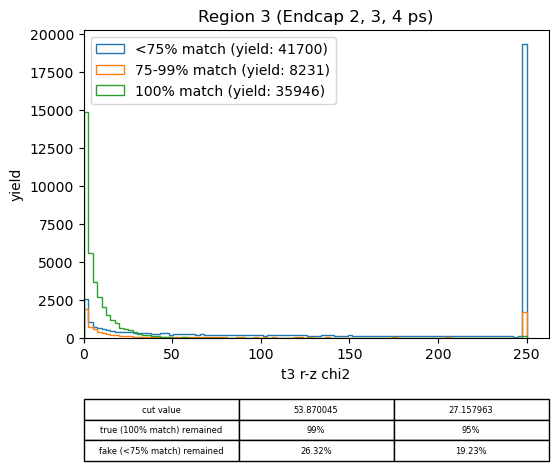 Region 3 (Endcap 2, 3, 4 ps)
20000
17500
15000
12500
10000
7500
5000
2500
0
yield
<75% match (yield: 41700)
75-99% match (yield: 8231)
100% match (yield: 35946)
0 50 100 150 200 250
t3 r-z chi2
cut value 53.870045 27.157963
true (100% match) remained 99% 95%
fake (<75% match) remained 26.32% 19.23%